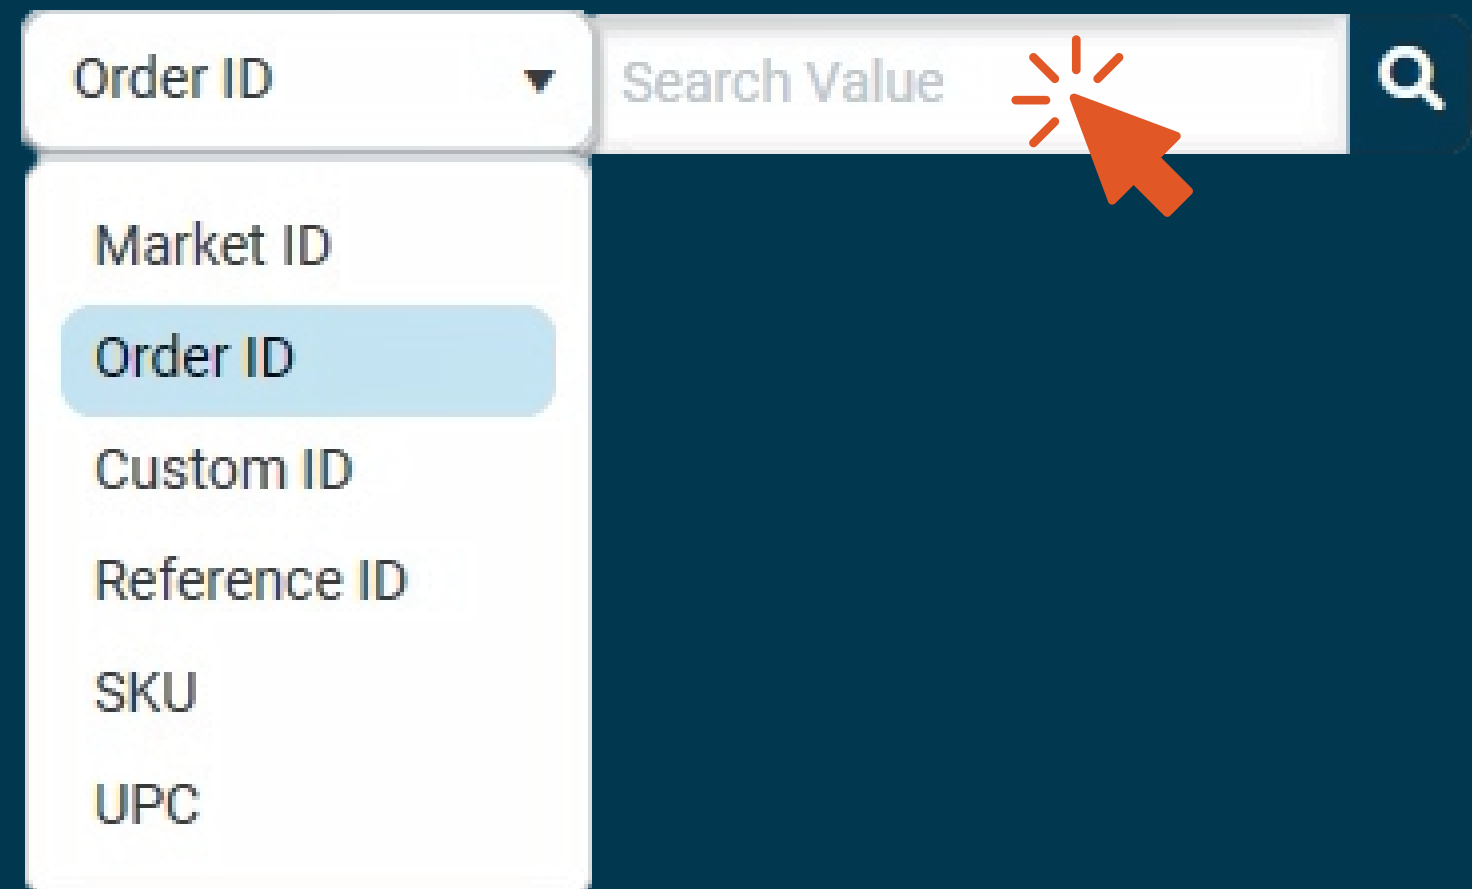 Order ID
Search Value
Market ID
Order ID
Custom ID
Reference ID
SKU
UPC